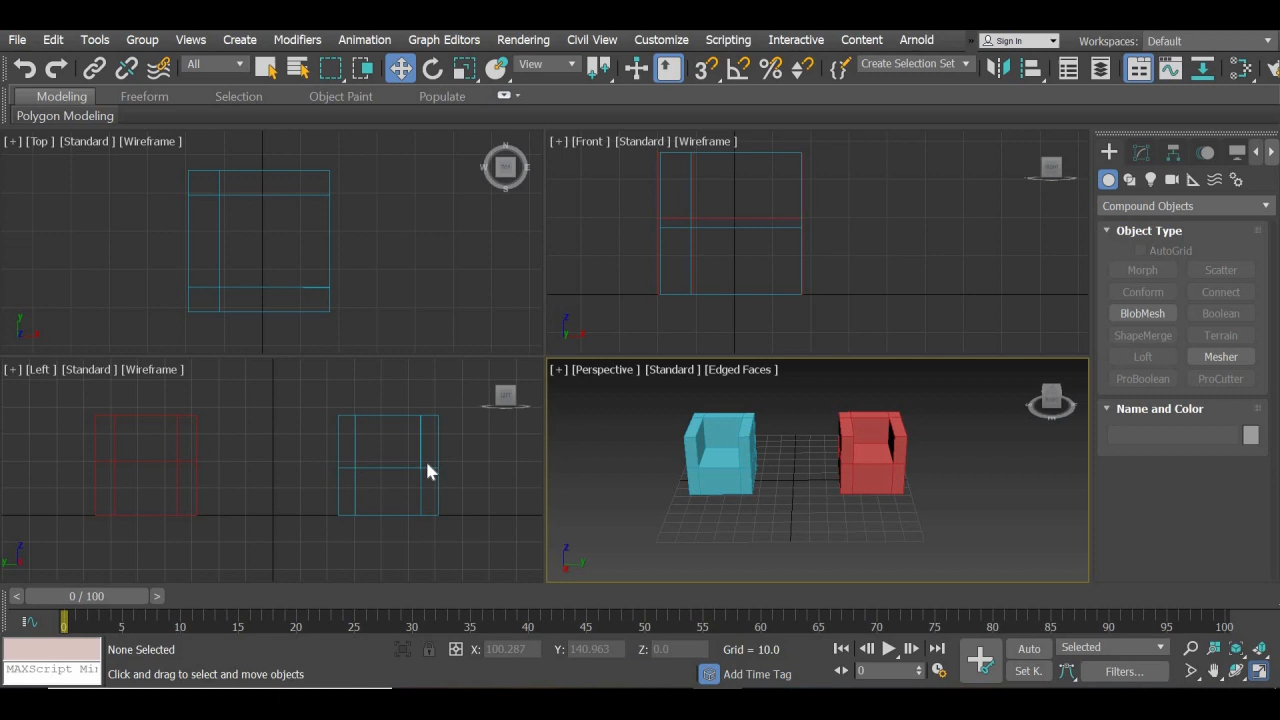 File Edit Tools Group Views Create Modifiers Animation Graph Editors Rendering Civil View Customize Scripting Interactive Content Arnold » Sign In Workspaces: Default
All View Create Selection Set
Modeling Freeform Selection Object Paint Populate
Polygon Modeling
[+] [Top ] [Standard ] [Wireframe ]
[+] [Front ] [Standard ] [Wireframe ]
Compound Objects
Object Type
AutoGrid
Morph Scatter
Conform Connect
BlobMesh Boolean
ShapeMerge Terrain
Loft Mesher
ProBoolean ProCutter
[+] [Left ] [Standard ] [Wireframe ]
[+] [Perspective ] [Standard ] [Edged Faces ]
Name and Color
< 0 / 100 >
0 5 10 15 20 25 30 35 40 45 50 55 60 65 70 75 80 85 90 95 100
None Selected X: 100.287 Y: 140.963 Z: 0.0 Grid = 10.0 Auto Selected
MAXScript Mir Click and drag to select and move objects Add Time Tag 0 Set K. Filters...